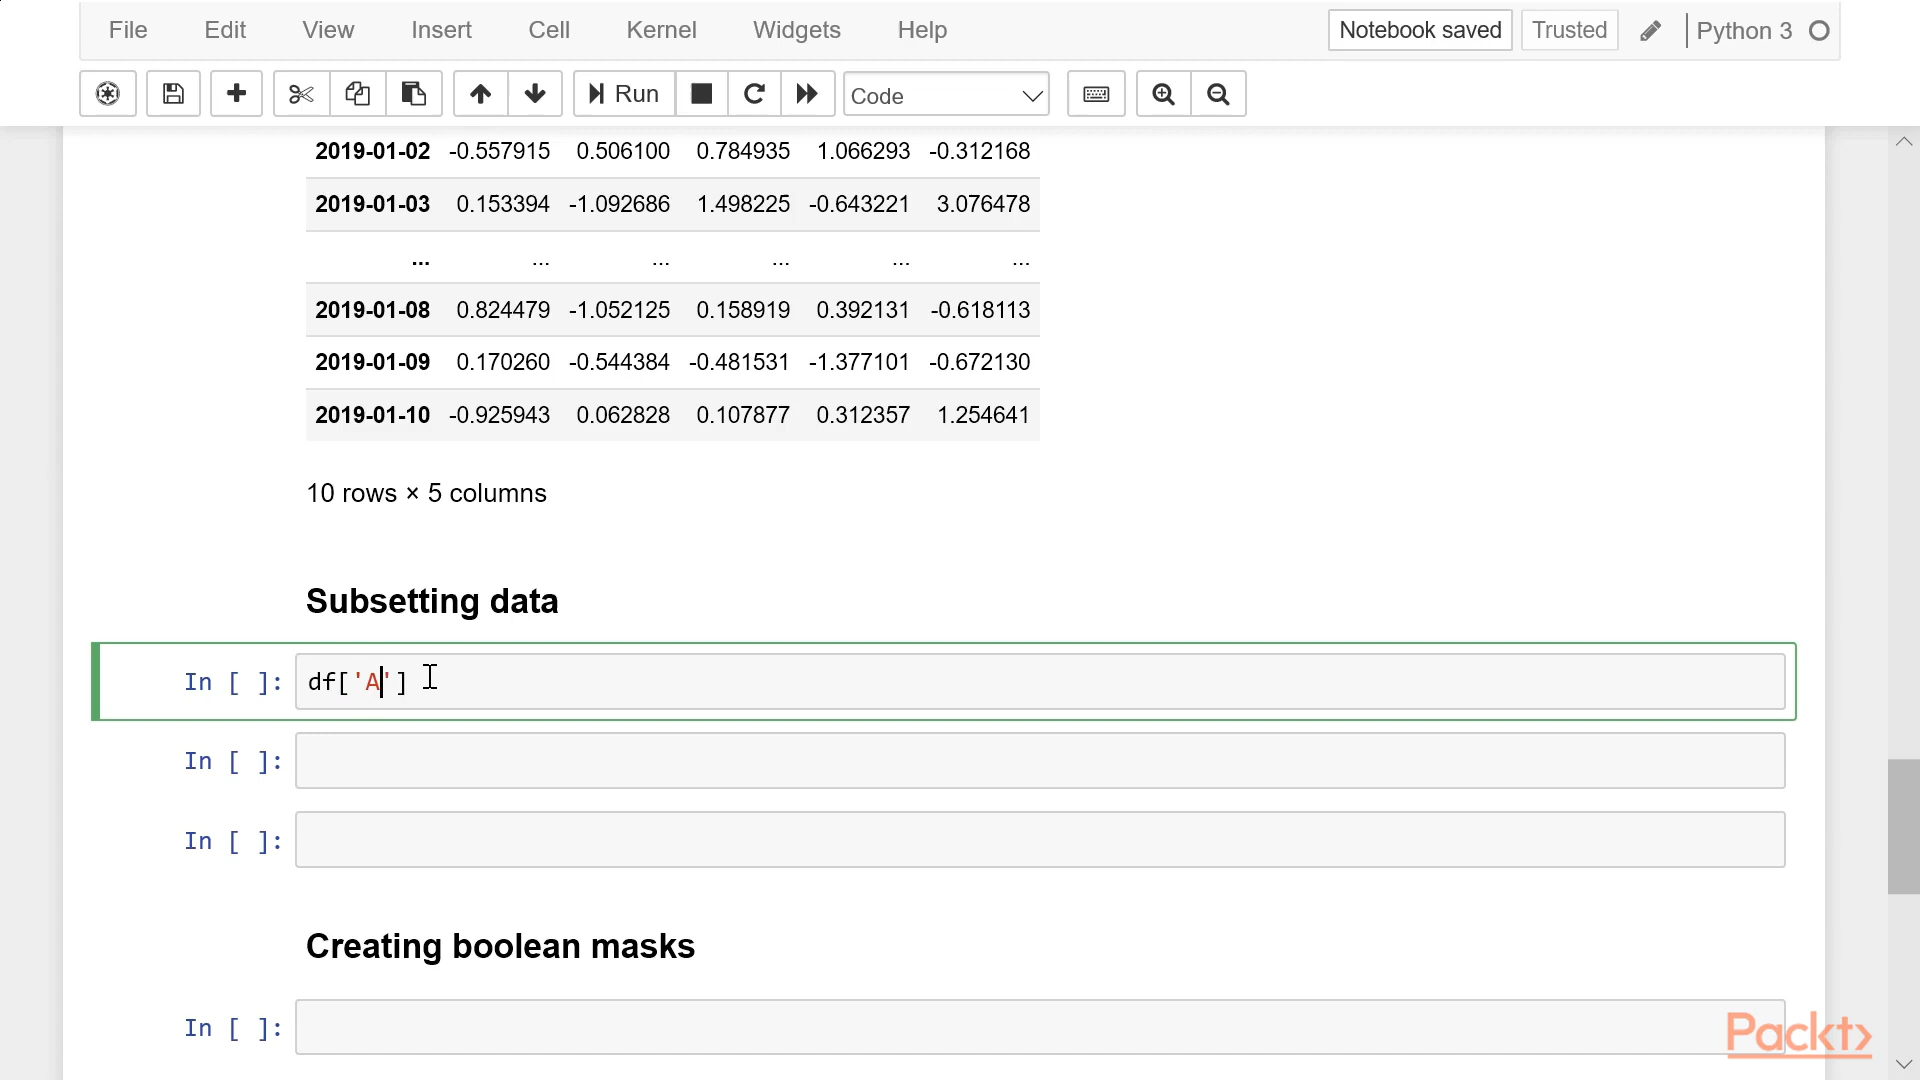 File Edit View Insert Cell Kernel Widgets Help Notebook saved Trusted Python 3
Run Code
2019-01-02 -0.557915 0.506100 0.784935 1.066293 -0.312168
2019-01-03 0.153394 -1.092686 1.498225 -0.643221 3.076478
... ... ... ... ... ...
2019-01-08 0.824479 -1.052125 0.158919 0.392131 -0.618113
2019-01-09 0.170260 -0.544384 -0.481531 -1.377101 -0.672130
2019-01-10 -0.925943 0.062828 0.107877 0.312357 1.254641
10 rows × 5 columns
Subsetting data
In [ ]: df['A']
In [ ]:
In [ ]:
Creating boolean masks
In [ ]:
Packt>